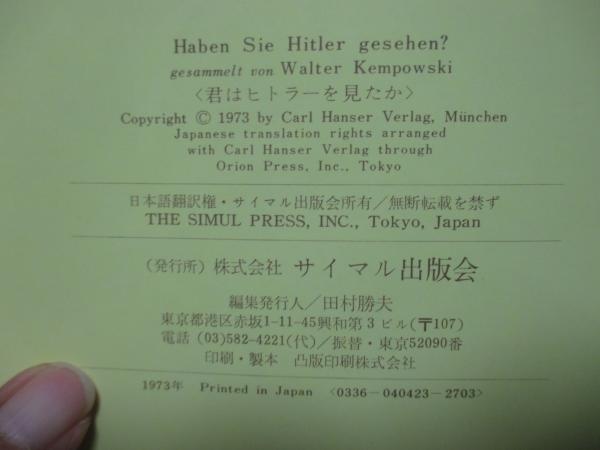 Haben Sie Hitler gesehen?
gesammelt von Walter Kempowski
〈君はヒトラーを見たか〉
Copyright © 1973 by Carl Hanser Verlag, München
Japanese translation rights arranged
with Carl Hanser Verlag through
Orion Press, Inc., Tokyo
日本語翻訳権・サイマル出版会所有／無断転載を禁ず
THE SIMUL PRESS, INC., Tokyo, Japan
（発行所）株式会社 サイマル出版会
編集発行人／田村勝夫
東京都港区赤坂1-11-45興和第3ビル(〒107)
電話 (03)582-4221(代)／振替・東京52090番
印刷・製本 凸版印刷株式会社
1973年 Printed in Japan 〈0336-040423-2703〉